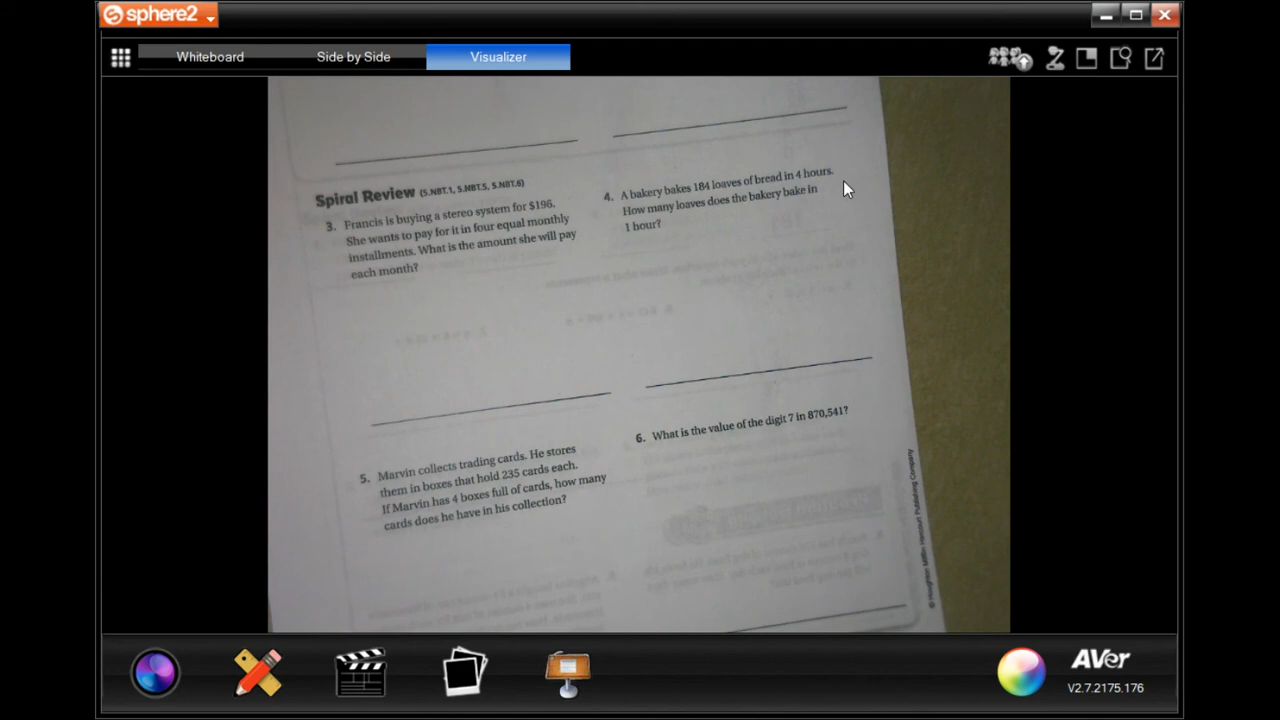 sphere2
Whiteboard
Side by Side
Visualizer
Spiral Review (5.NBT.1, 5.NBT.5, 5.NBT.6)
3. Francis is buying a stereo system for $196.
She wants to pay for it in four equal monthly
installments. What is the amount she will pay
each month?
4. A bakery bakes 184 loaves of bread in 4 hours.
How many loaves does the bakery bake in
1 hour?
5. Marvin collects trading cards. He stores
them in boxes that hold 235 cards each.
If Marvin has 4 boxes full of cards, how many
cards does he have in his collection?
6. What is the value of the digit 7 in 870,541?
© Houghton Mifflin Harcourt Publishing Company
AVer
V2.7.2175.176